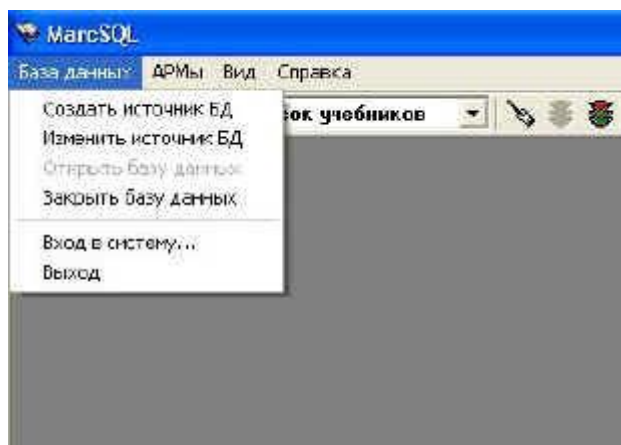 MarcSQL
База данных АРМы Вид Справка
Создать источник БД
сок учебников
Изменить источник БД
Открыть базу данных
Закрыть базу данных
Вход в систему...
Выход